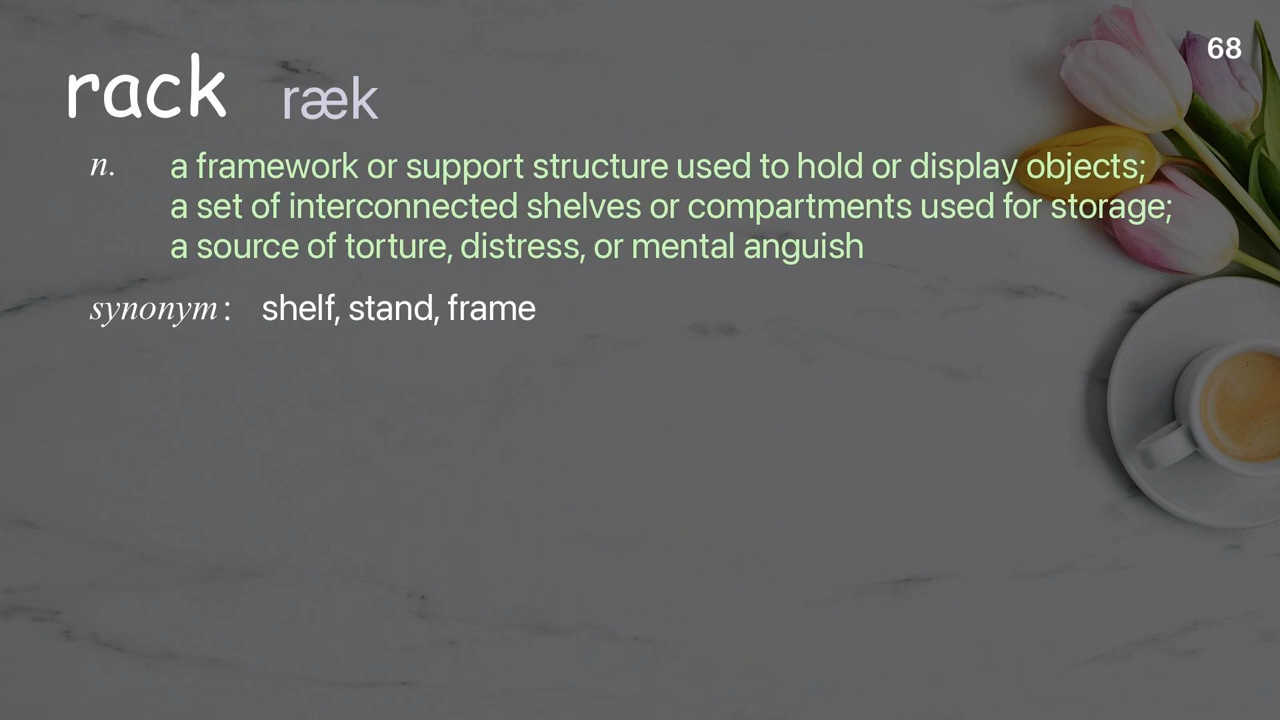 68
rack ræk
n. a framework or support structure used to hold or display objects;
a set of interconnected shelves or compartments used for storage;
a source of torture, distress, or mental anguish
synonym: shelf, stand, frame